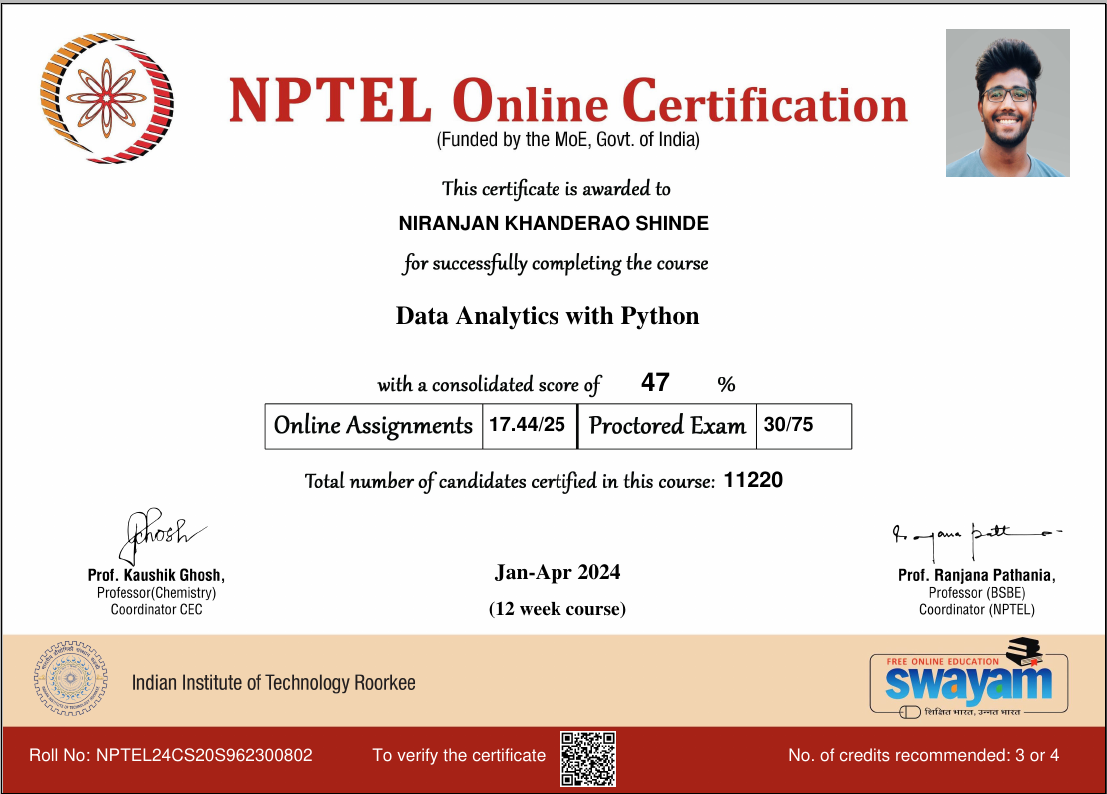 NPTEL Online Certification
(Funded by the MoE, Govt. of India)
This certificate is awarded to
NIRANJAN KHANDERAO SHINDE
for successfully completing the course
Data Analytics with Python
with a consolidated score of 47 %
Online Assignments 17.44/25 Proctored Exam 30/75
Total number of candidates certified in this course: 11220
Prof. Kaushik Ghosh,
Professor(Chemistry)
Coordinator CEC
Jan-Apr 2024
(12 week course)
Prof. Ranjana Pathania,
Professor (BSBE)
Coordinator (NPTEL)
Indian Institute of Technology Roorkee
FREE ONLINE EDUCATION
swayam
शिक्षित भारत, उन्नत भारत
Roll No: NPTEL24CS20S962300802
To verify the certificate
No. of credits recommended: 3 or 4